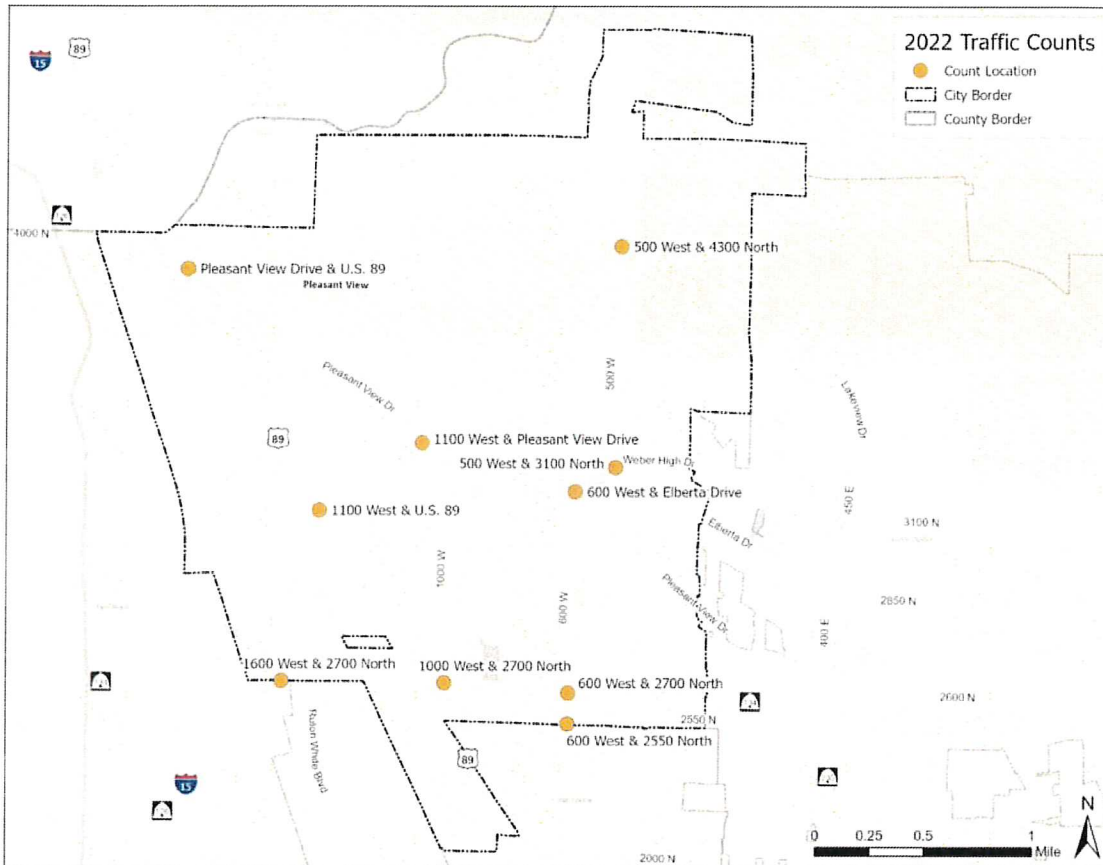 2022 Traffic Counts
Count Location
City Border
County Border
15
89
4000 N
500 West & 4300 North
Pleasant View Drive & U.S. 89
Pleasant View
Pleasant View Dr
500 W
Lakeview Dr
89
1100 West & Pleasant View Drive
500 West & 3100 North
Weber High Dr
600 West & Elberta Drive
450 E
1100 West & U.S. 89
Elberta Dr
3100 N
1000 W
600 W
Pleasant View Dr
2850 N
400 E
1600 West & 2700 North
1000 West & 2700 North
600 West & 2700 North
2600 N
2550 N
600 West & 2550 North
Rulon White Blvd
89
15
N
0 0.25 0.5 1
Mile
2000 N